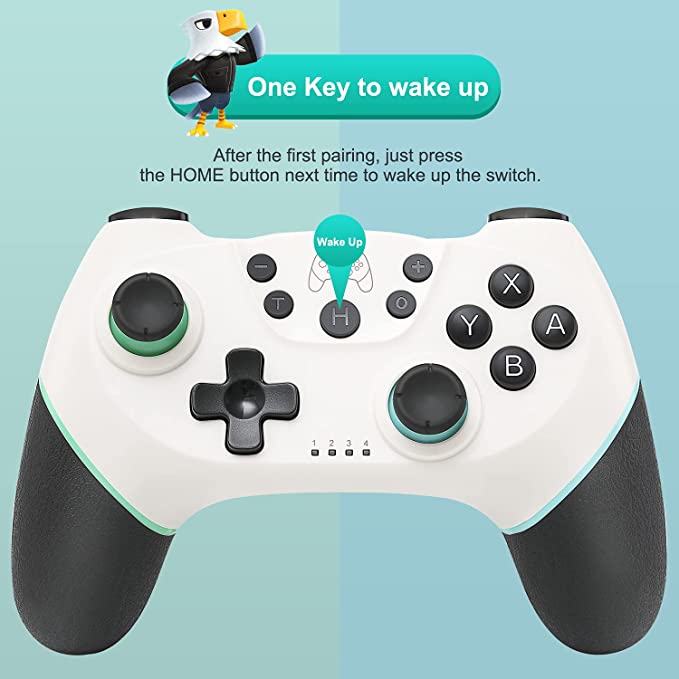 One Key to wake up
After the first pairing, just press
the HOME button next time to wake up the switch.
Wake Up
−
+
T
H
O
X
Y
A
B
1 2 3 4